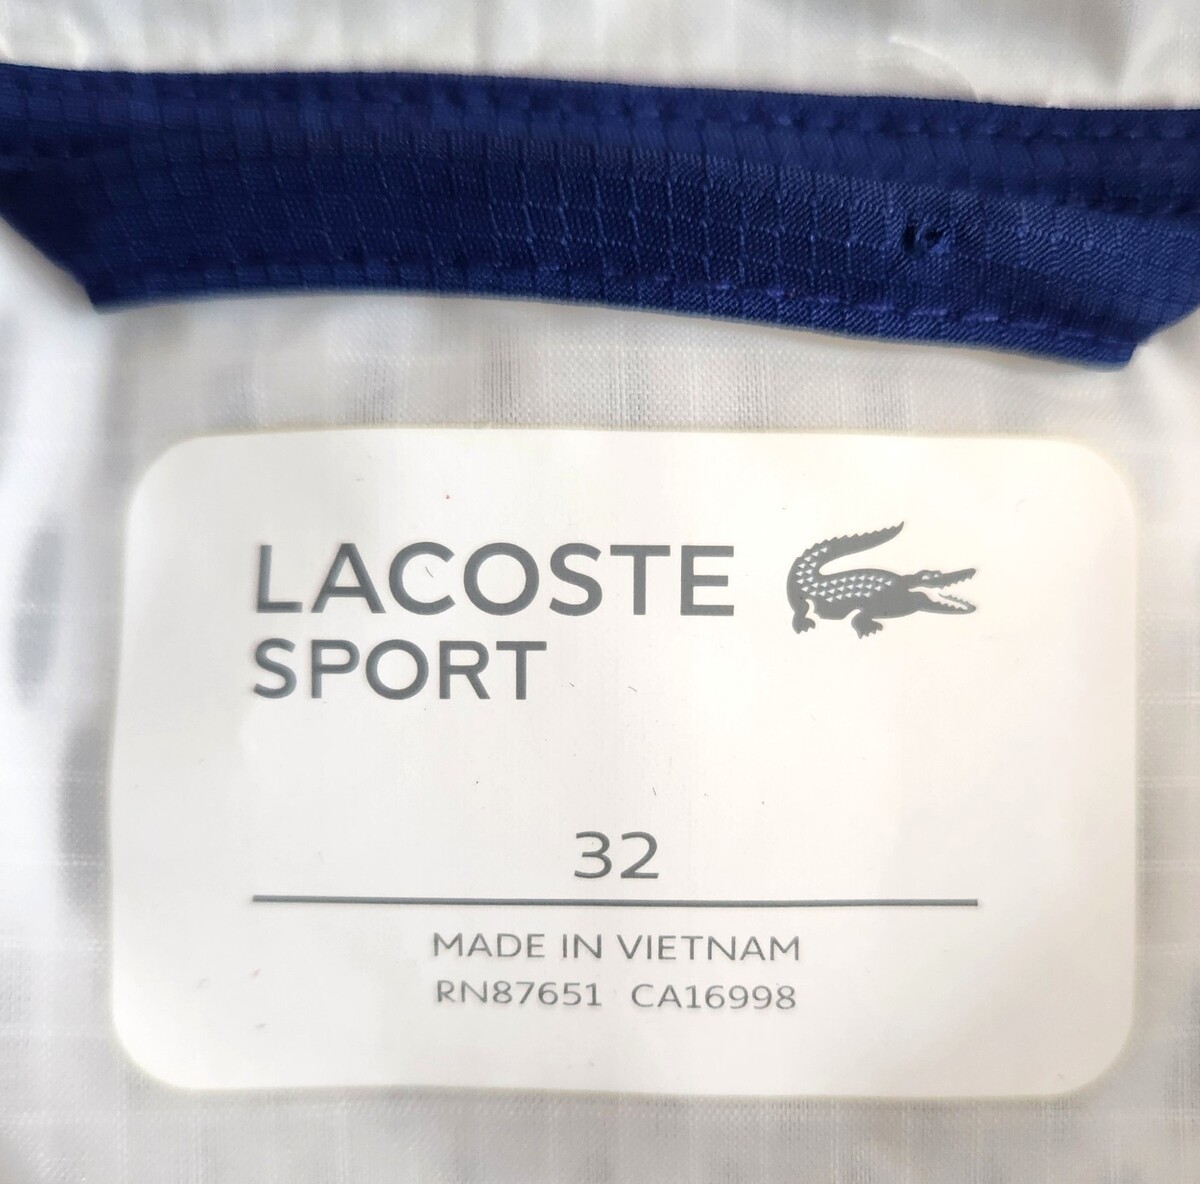 LACOSTE
SPORT
32
MADE IN VIETNAM
RN87651 CA16998